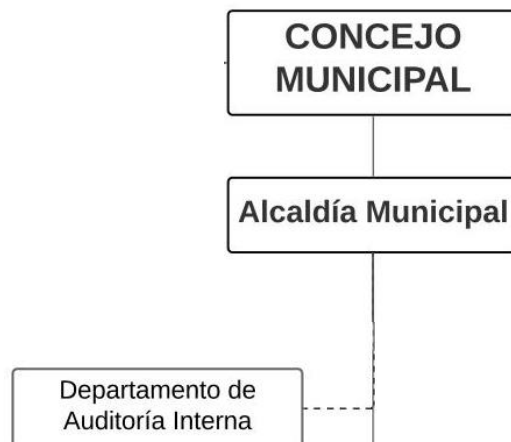 CONCEJO
MUNICIPAL
Alcaldía Municipal
Departamento de
Auditoría Interna